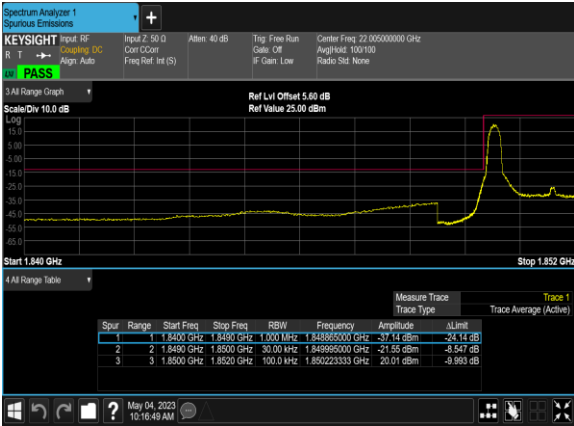 Spectrum Analyzer 1
Spurious Emissions
+
KEYSIGHT Input: RF Input Z: 50 Ω Atten: 40 dB Trig: Free Run Center Freq: 22.005000000 GHz
R T Coupling: DC Corr CCorr Gate: Off Avg|Hold: 100/100
Align: Auto Freq Ref: Int (S) IF Gain: Low Radio Std: None
PASS
3 All Range Graph
Ref Lvl Offset 5.60 dB
Scale/Div 10.0 dB Ref Value 25.00 dBm
Log
15.0
5.00
-5.00
-15.0
-25.0
-35.0
-45.0
-55.0
-65.0
Start 1.840 GHz Stop 1.852 GHz
4 All Range Table
Measure Trace Trace 1
Trace Type Trace Average (Active)
Spur Range Start Freq Stop Freq RBW Frequency Amplitude ΔLimit
1 1 1.8400 GHz 1.8490 GHz 1.000 MHz 1.848865000 GHz -37.14 dBm -24.14 dB
2 2 1.8490 GHz 1.8500 GHz 30.00 kHz 1.849995000 GHz -21.55 dBm -8.547 dB
3 3 1.8500 GHz 1.8520 GHz 100.0 kHz 1.850223333 GHz 20.01 dBm -9.993 dB
? May 04, 2023
10:16:49 AM